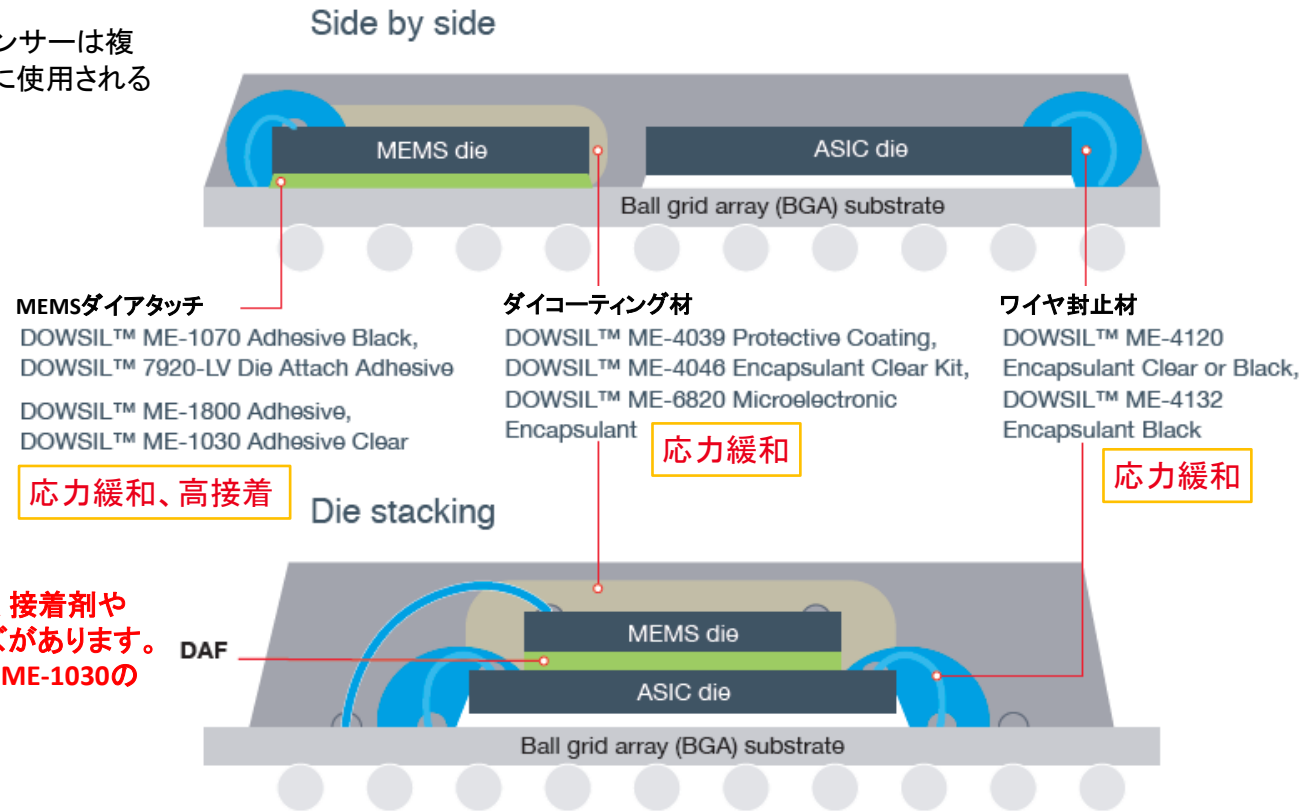 Side by side
ンサーは複
に使用される
MEMS die
ASIC die
Ball grid array (BGA) substrate
MEMSダイアタッチ
DOWSIL™ ME-1070 Adhesive Black,
DOWSIL™ 7920-LV Die Attach Adhesive
DOWSIL™ ME-1800 Adhesive,
DOWSIL™ ME-1030 Adhesive Clear
応力緩和、高接着
ダイコーティング材
DOWSIL™ ME-4039 Protective Coating,
DOWSIL™ ME-4046 Encapsulant Clear Kit,
DOWSIL™ ME-6820 Microelectronic
Encapsulant
応力緩和
ワイヤ封止材
DOWSIL™ ME-4120
Encapsulant Clear or Black,
DOWSIL™ ME-4132
Encapsulant Black
応力緩和
Die stacking
接着剤や
ズがあります。
ME-1030の
DAF
MEMS die
ASIC die
Ball grid array (BGA) substrate